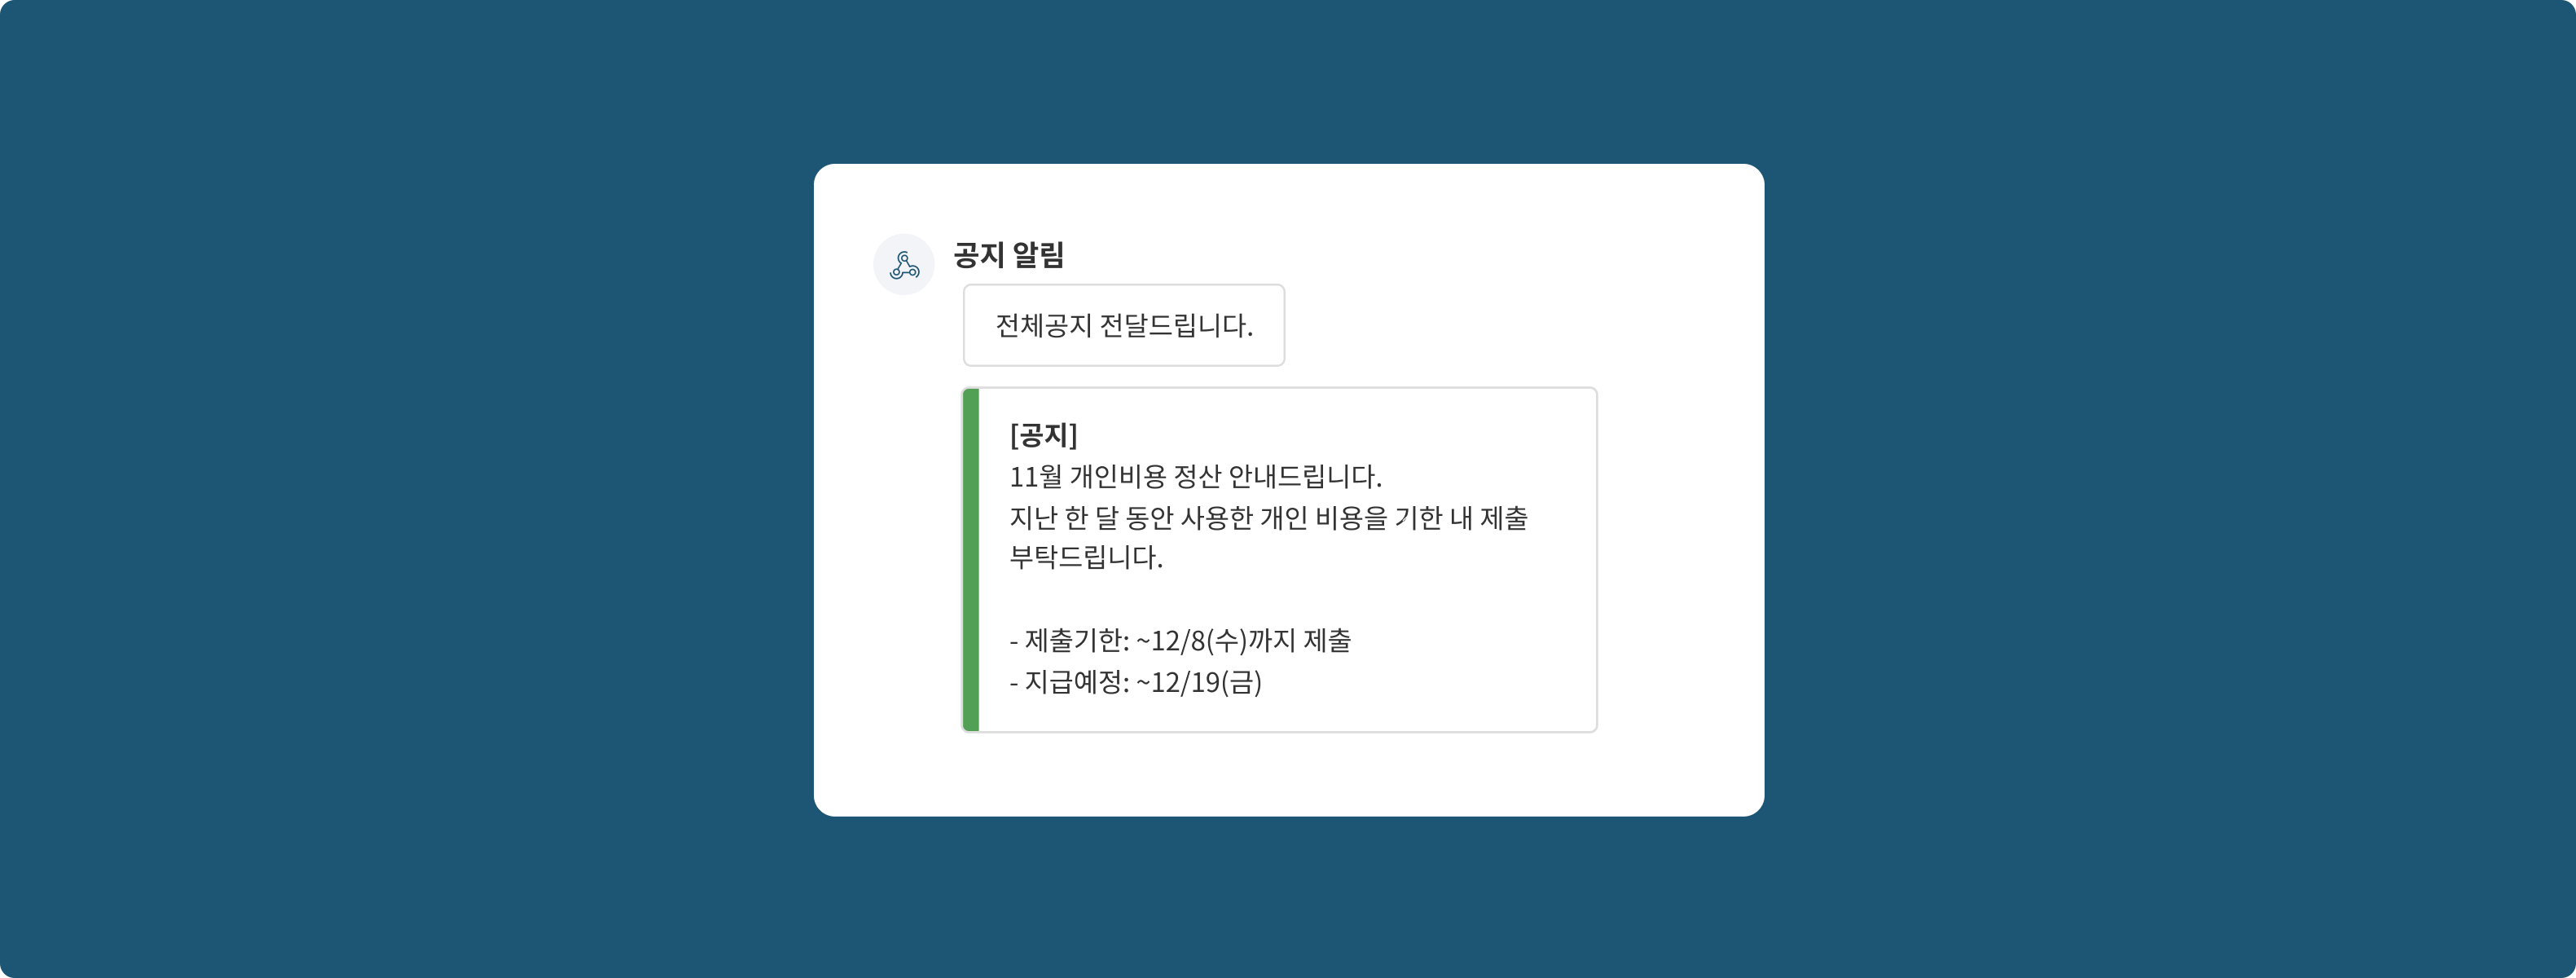 공지 알림
전체공지 전달드립니다.
[공지]
11월 개인비용 정산 안내드립니다.
지난 한 달 동안 사용한 개인 비용을 기한 내 제출
부탁드립니다.
- 제출기한: ~12/8(수)까지 제출
- 지급예정: ~12/19(금)